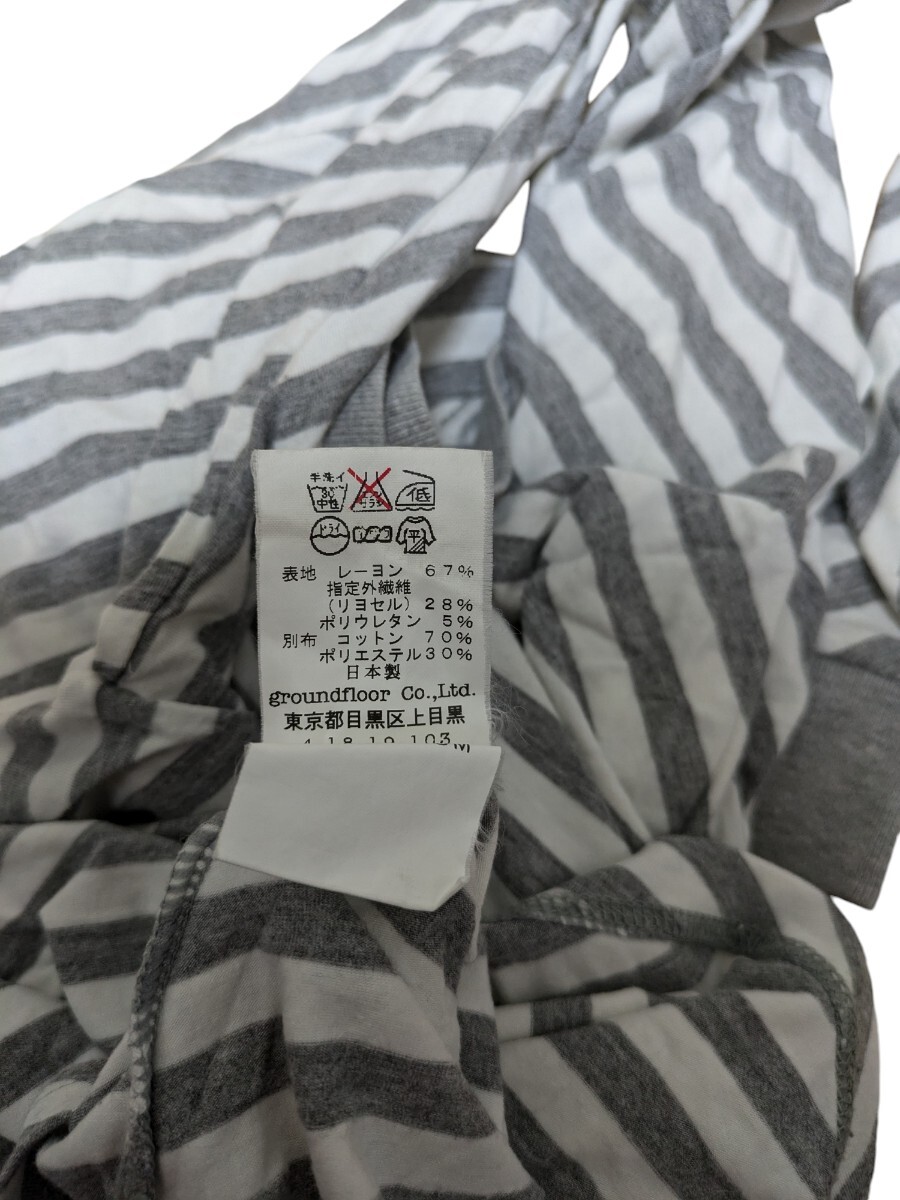 手洗イ
30 中性 低
ドライ 平
表地 レーヨン 67%
指定外繊維
(リヨセル) 28%
ポリウレタン 5%
別布 コットン 70%
ポリエステル30%
日本製
groundfloor Co.,Ltd.
東京都目黒区上目黒